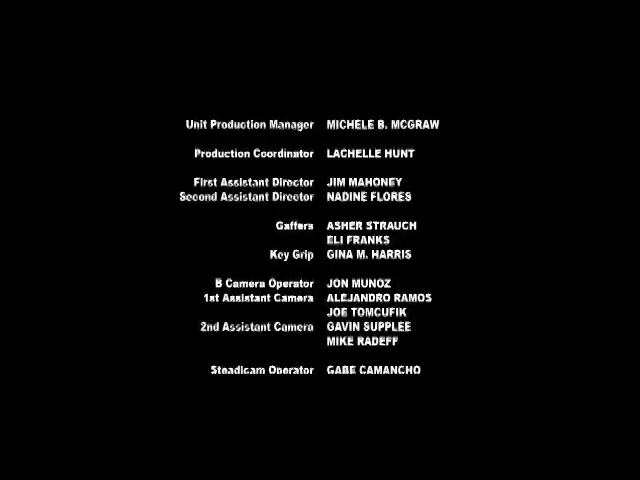 Unit Production Manager MICHELE B. MCGRAW
Production Coordinator LACHELLE HUNT
First Assistant Director JIM MAHONEY
Second Assistant Director NADINE FLORES
Gaffers ASHER STRAUCH
ELI FRANKS
Key Grip GINA M. HARRIS
B Camera Operator JON MUNOZ
1st Assistant Camera ALEJANDRO RAMOS
JOE TOMCUFIK
2nd Assistant Camera GAVIN SUPPLEE
MIKE RADEFF
Steadicam Operator GABE CAMANCHO